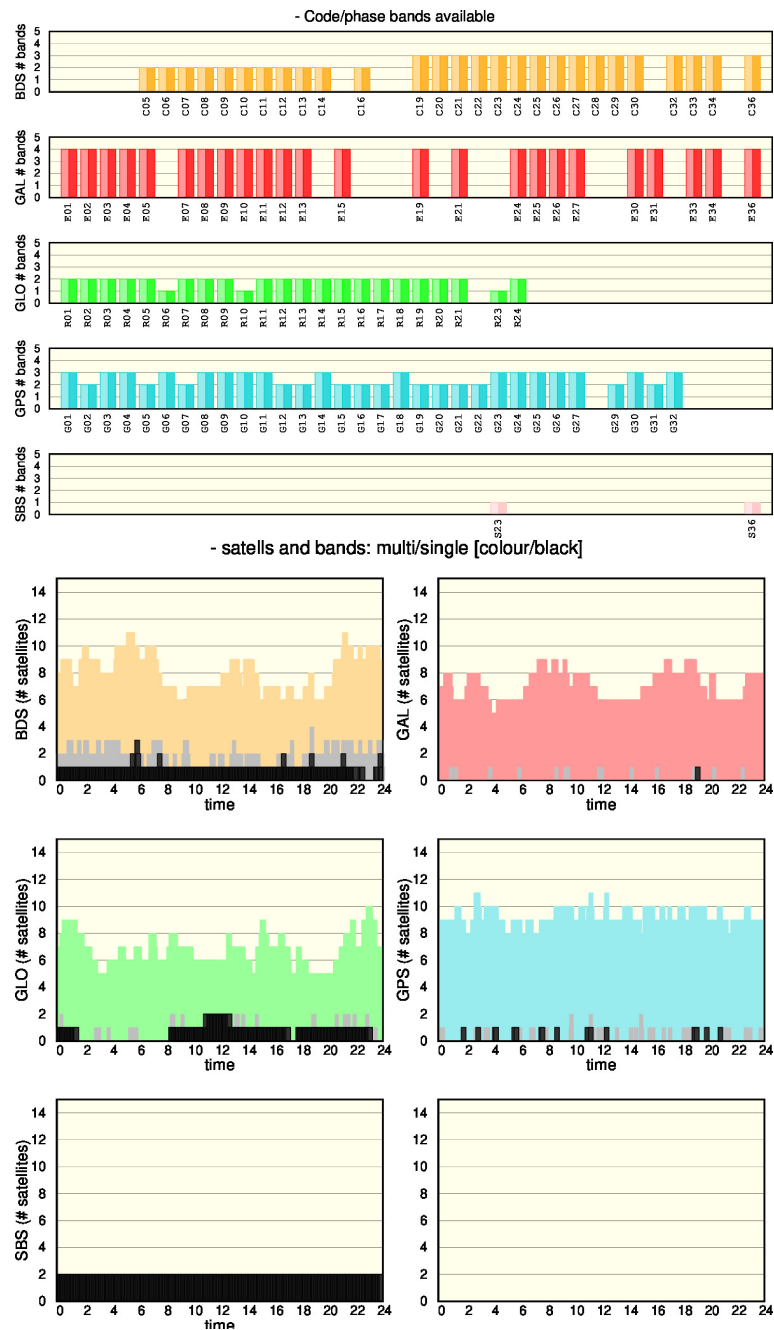 - Code/phase bands available
BDS # bands
5
4
3
2
1
0
C05 C06 C07 C08 C09 C10 C11 C12 C13 C14 C16 C19 C20 C21 C22 C23 C24 C25 C26 C27 C28 C29 C30 C32 C33 C34 C36
GAL # bands
5
4
3
2
1
0
E01 E02 E03 E04 E05 E07 E08 E09 E10 E11 E12 E13 E15 E19 E21 E24 E25 E26 E27 E30 E31 E33 E34 E36
GLO # bands
5
4
3
2
1
0
R01 R02 R03 R04 R05 R06 R07 R08 R09 R10 R11 R12 R13 R14 R15 R16 R17 R18 R19 R20 R21 R23 R24
GPS # bands
5
4
3
2
1
0
G01 G02 G03 G04 G05 G06 G07 G08 G09 G10 G11 G12 G13 G14 G15 G16 G17 G18 G19 G20 G21 G22 G23 G24 G25 G26 G27 G29 G30 G31 G32
SBS # bands
5
4
3
2
1
0
S23 S36
- satells and bands: multi/single [colour/black]
BDS (# satellites)
14
12
10
8
6
4
2
0
0 2 4 6 8 10 12 14 16 18 20 22 24
time
GAL (# satellites)
14
12
10
8
6
4
2
0
0 2 4 6 8 10 12 14 16 18 20 22 24
time
GLO (# satellites)
14
12
10
8
6
4
2
0
0 2 4 6 8 10 12 14 16 18 20 22 24
time
GPS (# satellites)
14
12
10
8
6
4
2
0
0 2 4 6 8 10 12 14 16 18 20 22 24
time
SBS (# satellites)
14
12
10
8
6
4
2
0
0 2 4 6 8 10 12 14 16 18 20 22 24
time
14
12
10
8
6
4
2
0
0 2 4 6 8 10 12 14 16 18 20 22 24